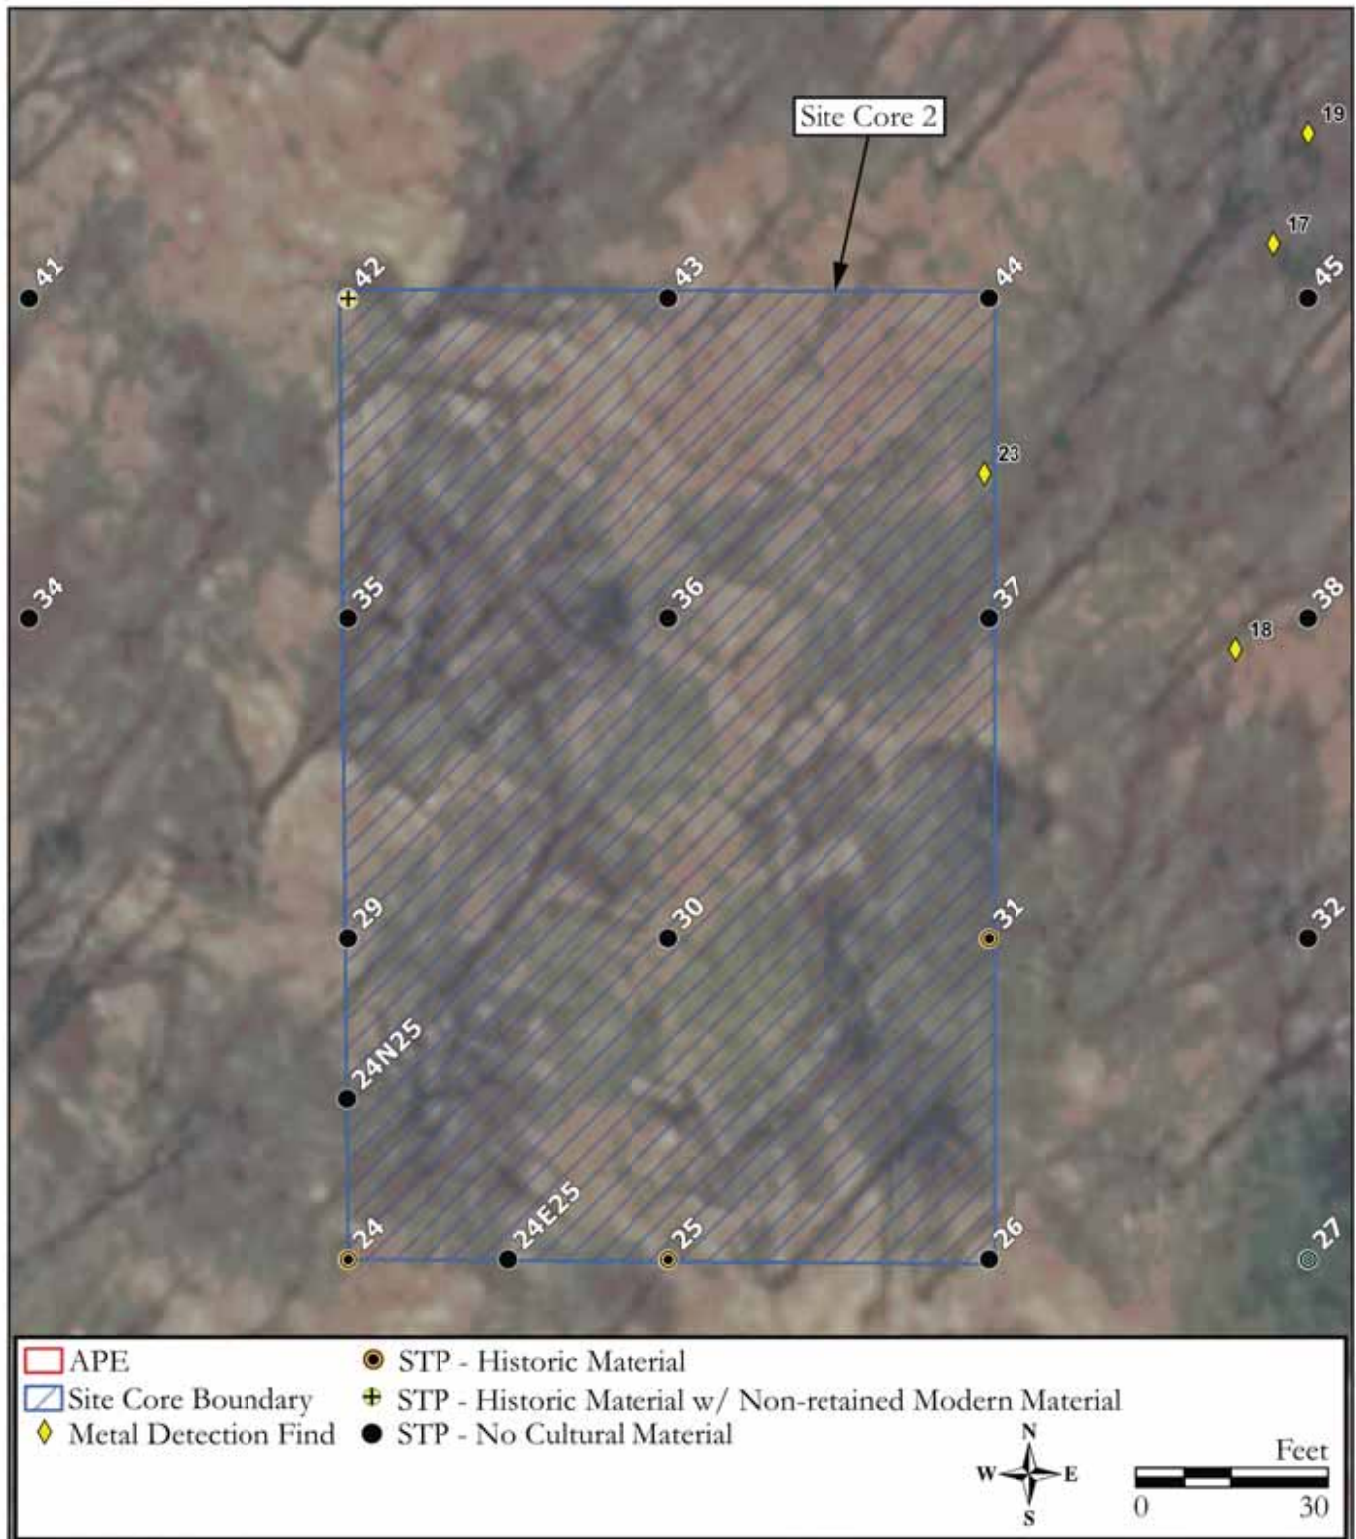 Site Core 2
19
17
41
42
43
44
45
23
34
35
36
37
38
18
29
30
31
32
24N25
24
24E25
25
26
27
APE
STP - Historic Material
Site Core Boundary
STP - Historic Material w/ Non-retained Modern Material
Metal Detection Find
STP - No Cultural Material
N
W E
S
Feet
0 30